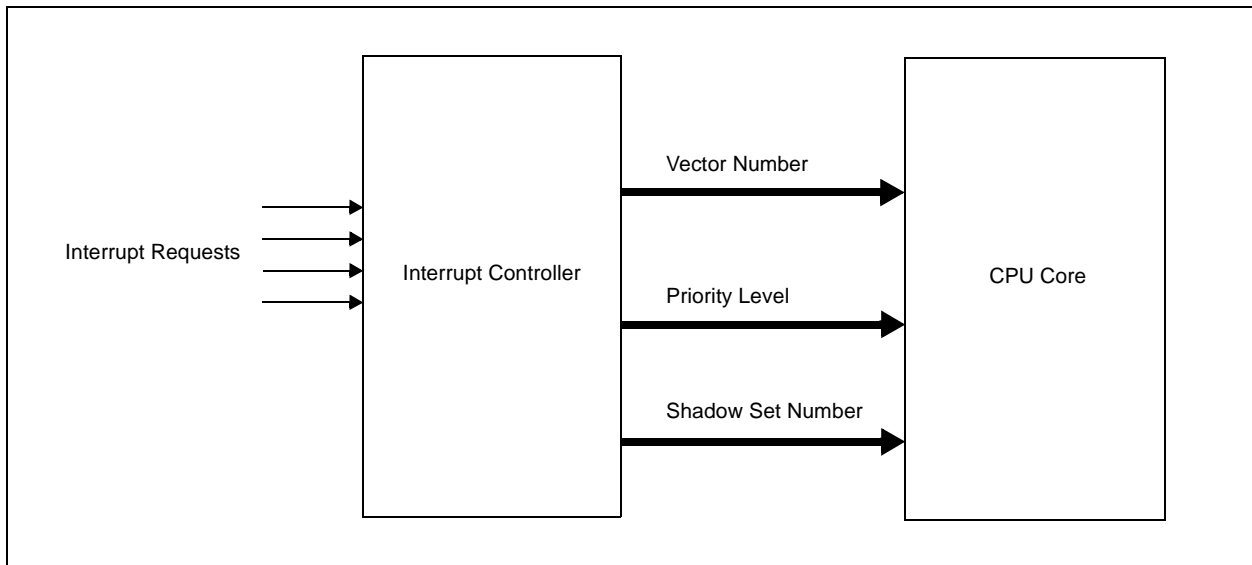 Interrupt Requests
Interrupt Controller
Vector Number
Priority Level
Shadow Set Number
CPU Core